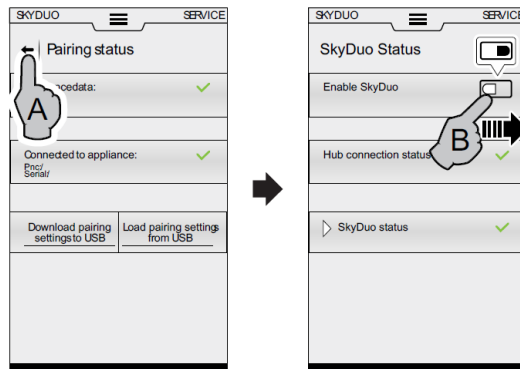 SKYDUO
SERVICE
Pairing status
cedata:
A
Connected to appliance:
Pnc/
Serial/
Download pairing
settings to USB
Load pairing settings
from USB
SKYDUO
SERVICE
SkyDuo Status
Enable SkyDuo
B
Hub connection status
SkyDuo status